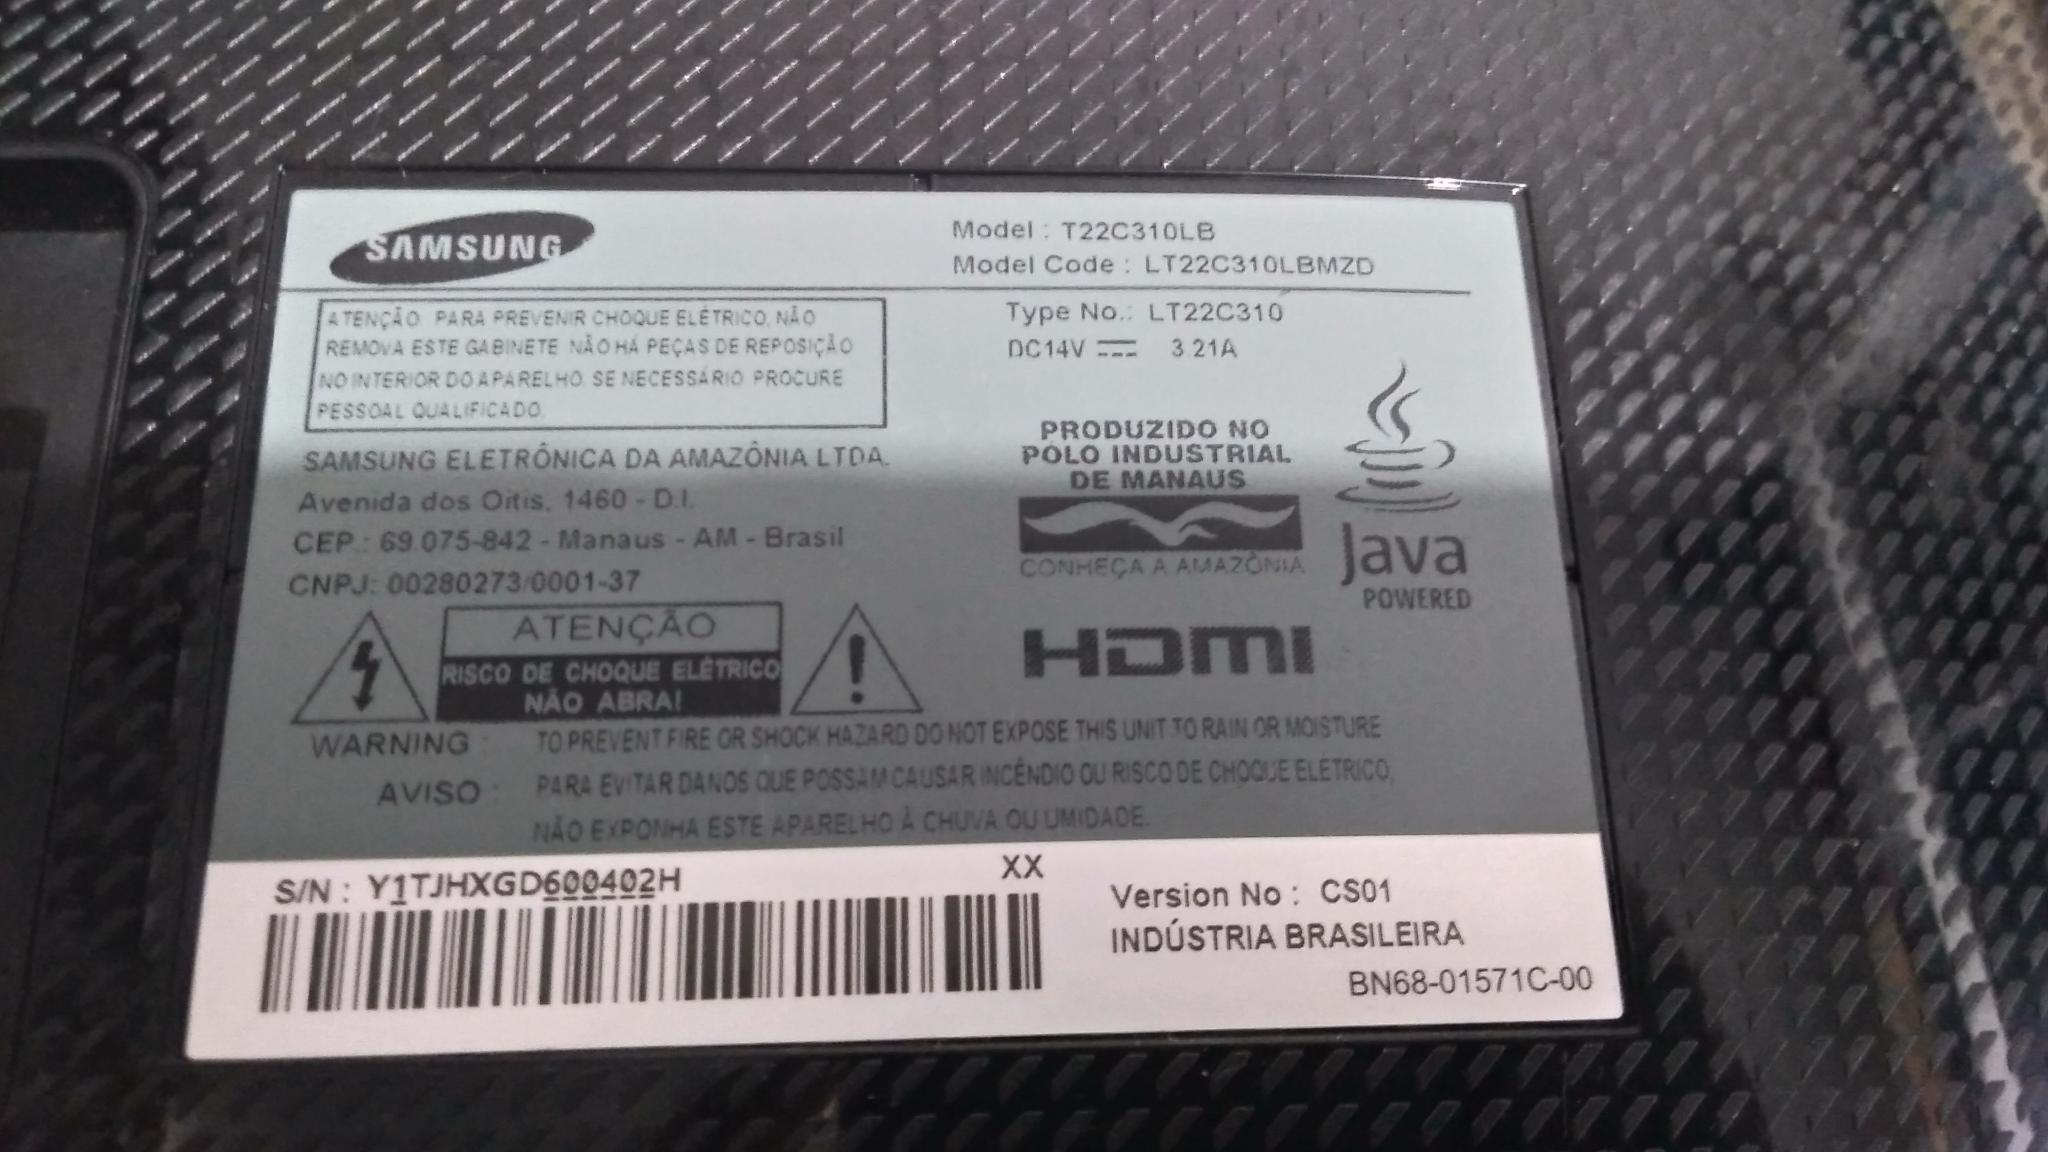 SAMSUNG
Model : T22C310LB
Model Code : LT22C310LBMZD
ATENÇÃO PARA PREVENIR CHOQUE ELÉTRICO, NÃO
REMOVA ESTE GABINETE NÃO HÁ PEÇAS DE REPOSIÇÃO
NO INTERIOR DO APARELHO. SE NECESSÁRIO PROCURE
PESSOAL QUALIFICADO.
Type No.: LT22C310
DC14V 3.21A
SAMSUNG ELETRÔNICA DA AMAZÔNIA LTDA.
Avenida dos Oitis, 1460 - D.I.
CEP.: 69.075-842 - Manaus - AM - Brasil
CNPJ: 00280273/0001-37
PRODUZIDO NO
PÓLO INDUSTRIAL
DE MANAUS
CONHEÇA A AMAZÔNIA
Java
POWERED
ATENÇÃO
RISCO DE CHOQUE ELÉTRICO
NÃO ABRA!
HDMI
WARNING : TO PREVENT FIRE OR SHOCK HAZARD DO NOT EXPOSE THIS UNIT TO RAIN OR MOISTURE
AVISO : PARA EVITAR DANOS QUE POSSAM CAUSAR INCÊNDIO OU RISCO DE CHOQUE ELÉTRICO,
NÃO EXPONHA ESTE APARELHO À CHUVA OU UMIDADE.
S/N : Y1TJHXGD600402H
XX
Version No : CS01
INDÚSTRIA BRASILEIRA
BN68-01571C-00